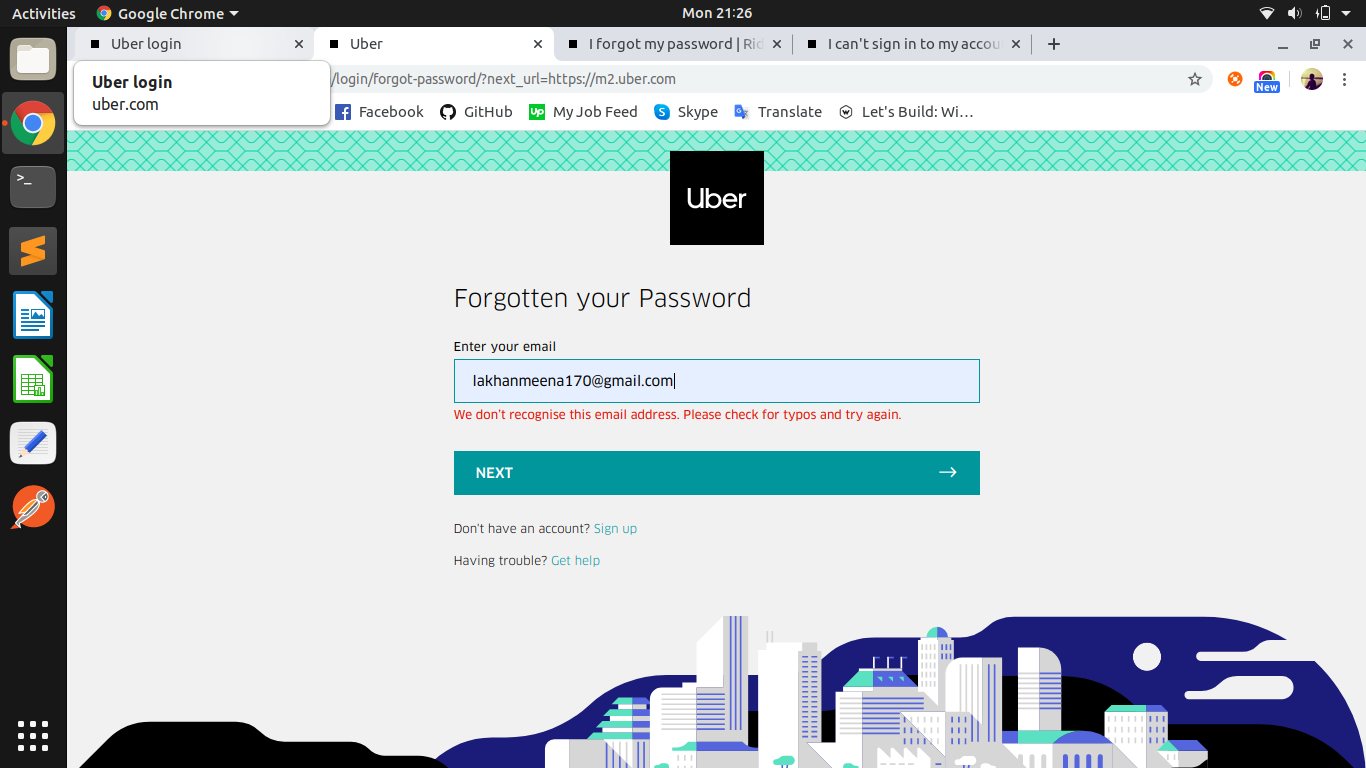 Activities
Google Chrome
Mon 21:26
Uber login
Uber
I forgot my password | Rid
I can't sign in to my accou
Uber login
uber.com
/login/forgot-password/?next_url=https://m2.uber.com
New
Facebook
GitHub
Up
My Job Feed
Skype
Translate
Let's Build: Wi...
>_
Uber
Forgotten your Password
Enter your email
lakhanmeena170@gmail.com
We don't recognise this email address. Please check for typos and try again.
NEXT
Don't have an account? Sign up
Having trouble? Get help